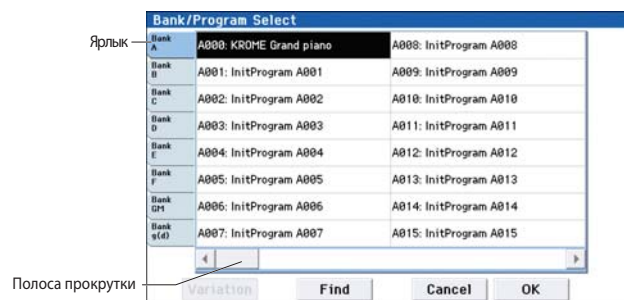 Bank/Program Select
Ярлык
Bank A
A000: KROME Grand piano
A008: InitProgram A008
Bank B
A001: InitProgram A001
A009: InitProgram A009
Bank C
A002: InitProgram A002
A010: InitProgram A010
Bank D
A003: InitProgram A003
A011: InitProgram A011
Bank E
A004: InitProgram A004
A012: InitProgram A012
Bank F
A005: InitProgram A005
A013: InitProgram A013
Bank GM
A006: InitProgram A006
A014: InitProgram A014
Bank g(d)
A007: InitProgram A007
A015: InitProgram A015
Полоса прокрутки
Variation
Find
Cancel
OK